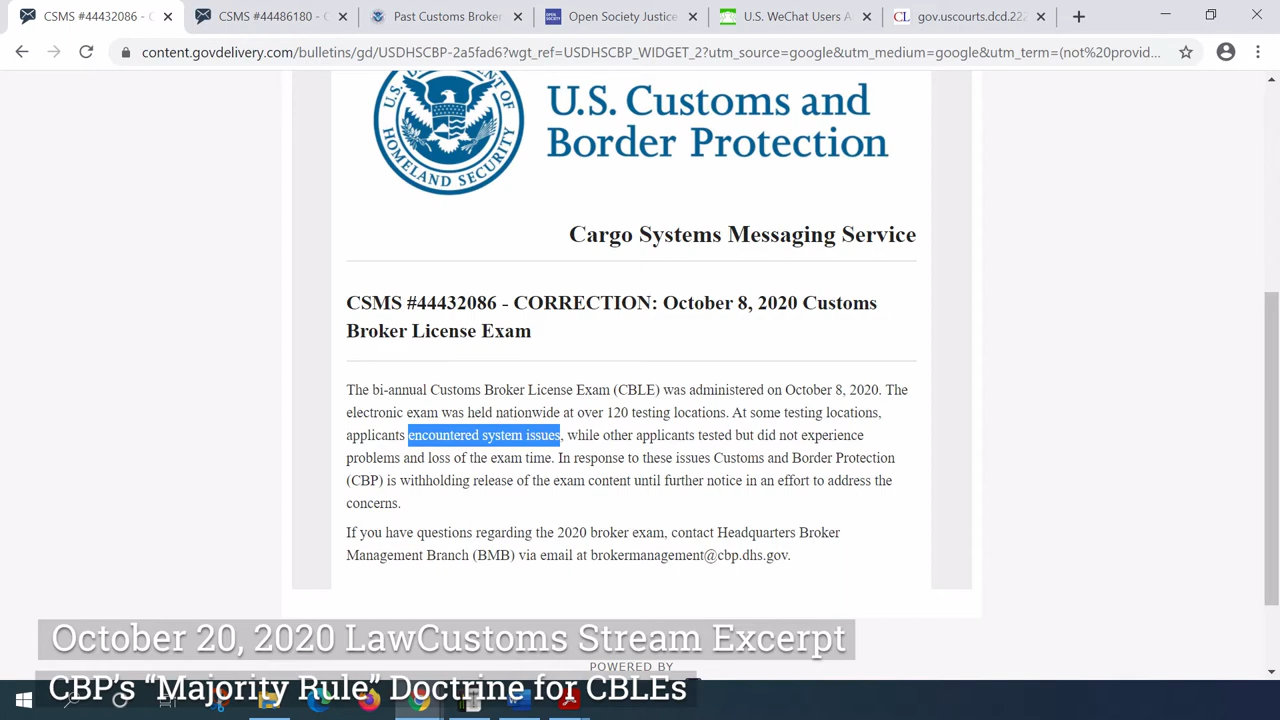 CSMS #44432086 - C
CSMS #44486180 - C
Past Customs Broker
Open Society Justice
U.S. WeChat Users A
gov.uscourts.dcd.222
content.govdelivery.com/bulletins/gd/USDHSCBP-2a5fad6?wgt_ref=USDHSCBP_WIDGET_2?utm_source=google&utm_medium=google&utm_term=(not%20provid...
U.S. Customs and
Border Protection
HOMELAND SECURITY
Cargo Systems Messaging Service
CSMS #44432086 - CORRECTION: October 8, 2020 Customs
Broker License Exam
The bi-annual Customs Broker License Exam (CBLE) was administered on October 8, 2020. The
electronic exam was held nationwide at over 120 testing locations. At some testing locations,
applicants encountered system issues, while other applicants tested but did not experience
problems and loss of the exam time. In response to these issues Customs and Border Protection
(CBP) is withholding release of the exam content until further notice in an effort to address the
concerns.
If you have questions regarding the 2020 broker exam, contact Headquarters Broker
Management Branch (BMB) via email at brokermanagement@cbp.dhs.gov.
October 20, 2020 LawCustoms Stream Excerpt
POWERED BY
CBP's “Majority Rule” Doctrine for CBLEs